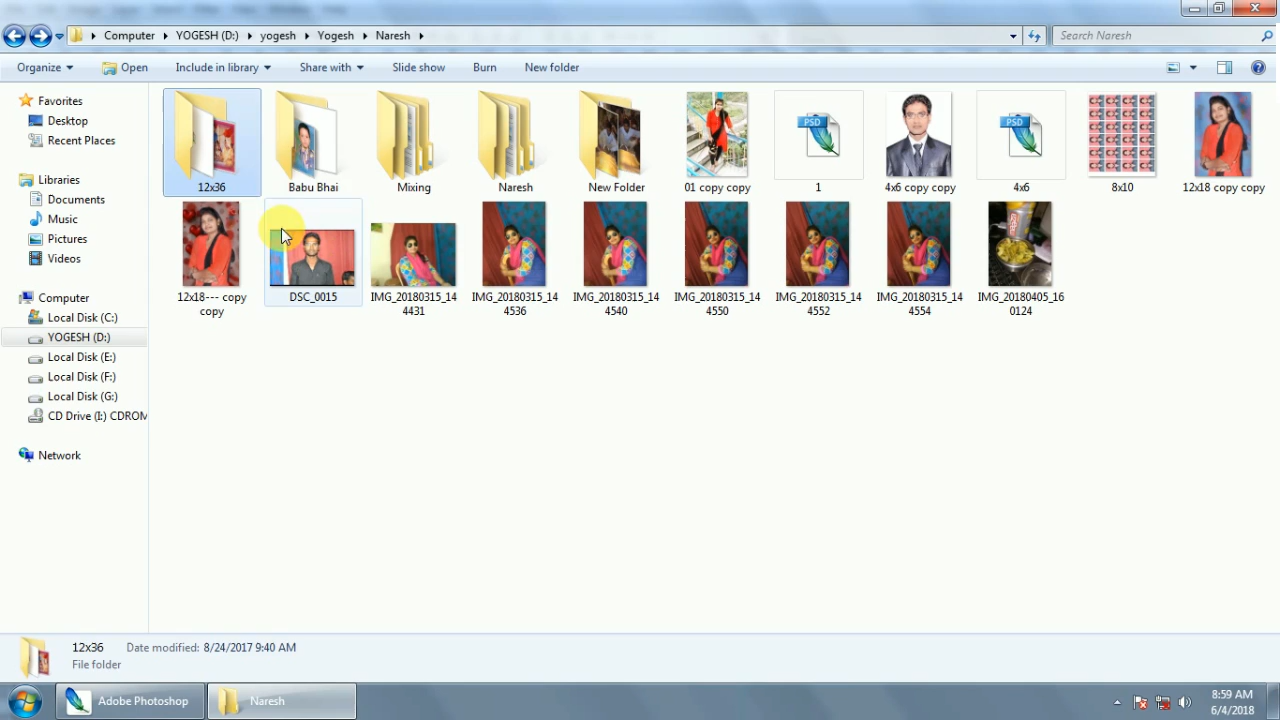 Computer YOGESH (D:) yogesh Yogesh Naresh
Search Naresh
Organize Open Include in library Share with Slide show Burn New folder
Favorites
Desktop
Recent Places
Libraries
Documents
Music
Pictures
Videos
Computer
Local Disk (C:)
YOGESH (D:)
Local Disk (E:)
Local Disk (F:)
Local Disk (G:)
CD Drive (I:) CDROM
Network
PSD
PSD
12x36 Babu Bhai Mixing Naresh New Folder 01 copy copy 1 4x6 copy copy 4x6 8x10 12x18 copy copy
12x18--- copy copy
DSC_0015
IMG_20180315_144431
IMG_20180315_144536
IMG_20180315_144540
IMG_20180315_144550
IMG_20180315_144552
IMG_20180315_144554
IMG_20180405_160124
12x36 Date modified: 8/24/2017 9:40 AM
File folder
Adobe Photoshop Naresh
8:59 AM
6/4/2018